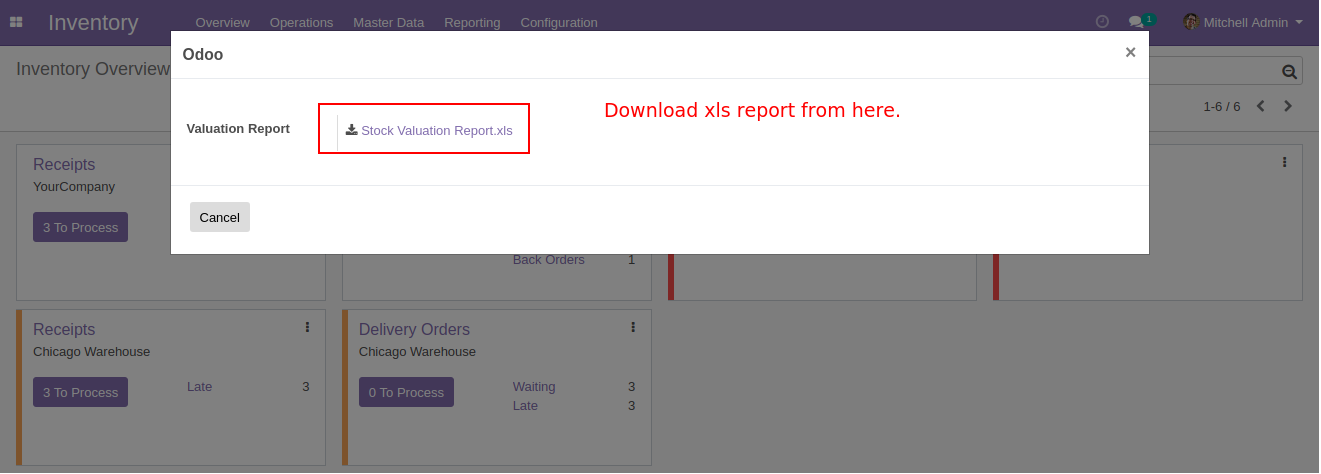 Inventory Overview Operations Master Data Reporting Configuration 1 Mitchell Admin
Odoo ×
Inventory Overview
1-6 / 6
Download xls report from here.
Valuation Report Stock Valuation Report.xls
Receipts
YourCompany
Cancel
3 To Process
Back Orders 1
Receipts
Chicago Warehouse
3 To Process Late 3
Delivery Orders
Chicago Warehouse
0 To Process Waiting 3
Late 3